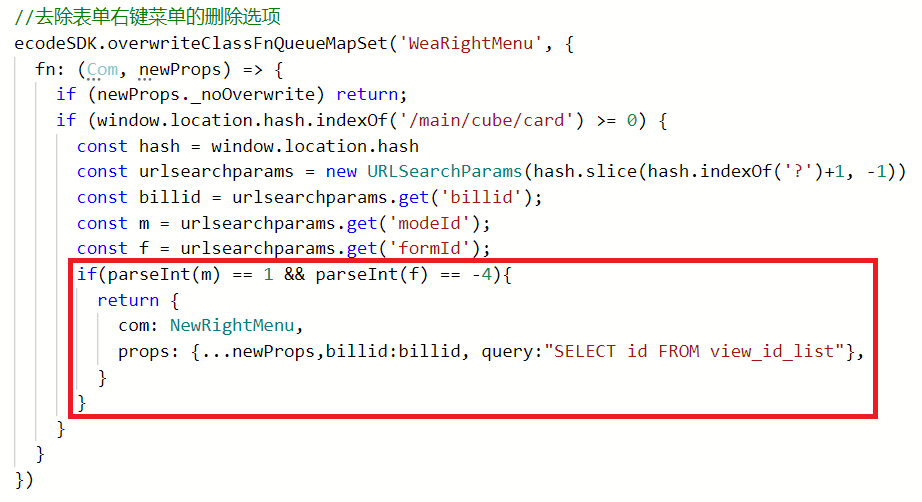 //去除表单右键菜单的删除选项
ecodeSDK.overwriteClassFnQueueMapSet('WeaRightMenu', {
fn: (Com, newProps) => {
if (newProps._noOverwrite) return;
if (window.location.hash.indexOf('/main/cube/card') >= 0) {
const hash = window.location.hash
const urlsearchparams = new URLSearchParams(hash.slice(hash.indexOf('?')+1, -1))
const billid = urlsearchparams.get('billid');
const m = urlsearchparams.get('modeId');
const f = urlsearchparams.get('formId');
if(parseInt(m) == 1 && parseInt(f) == -4){
return {
com: NewRightMenu,
props: {...newProps,billid:billid, query:"SELECT id FROM view_id_list"},
}
}
}
}
})